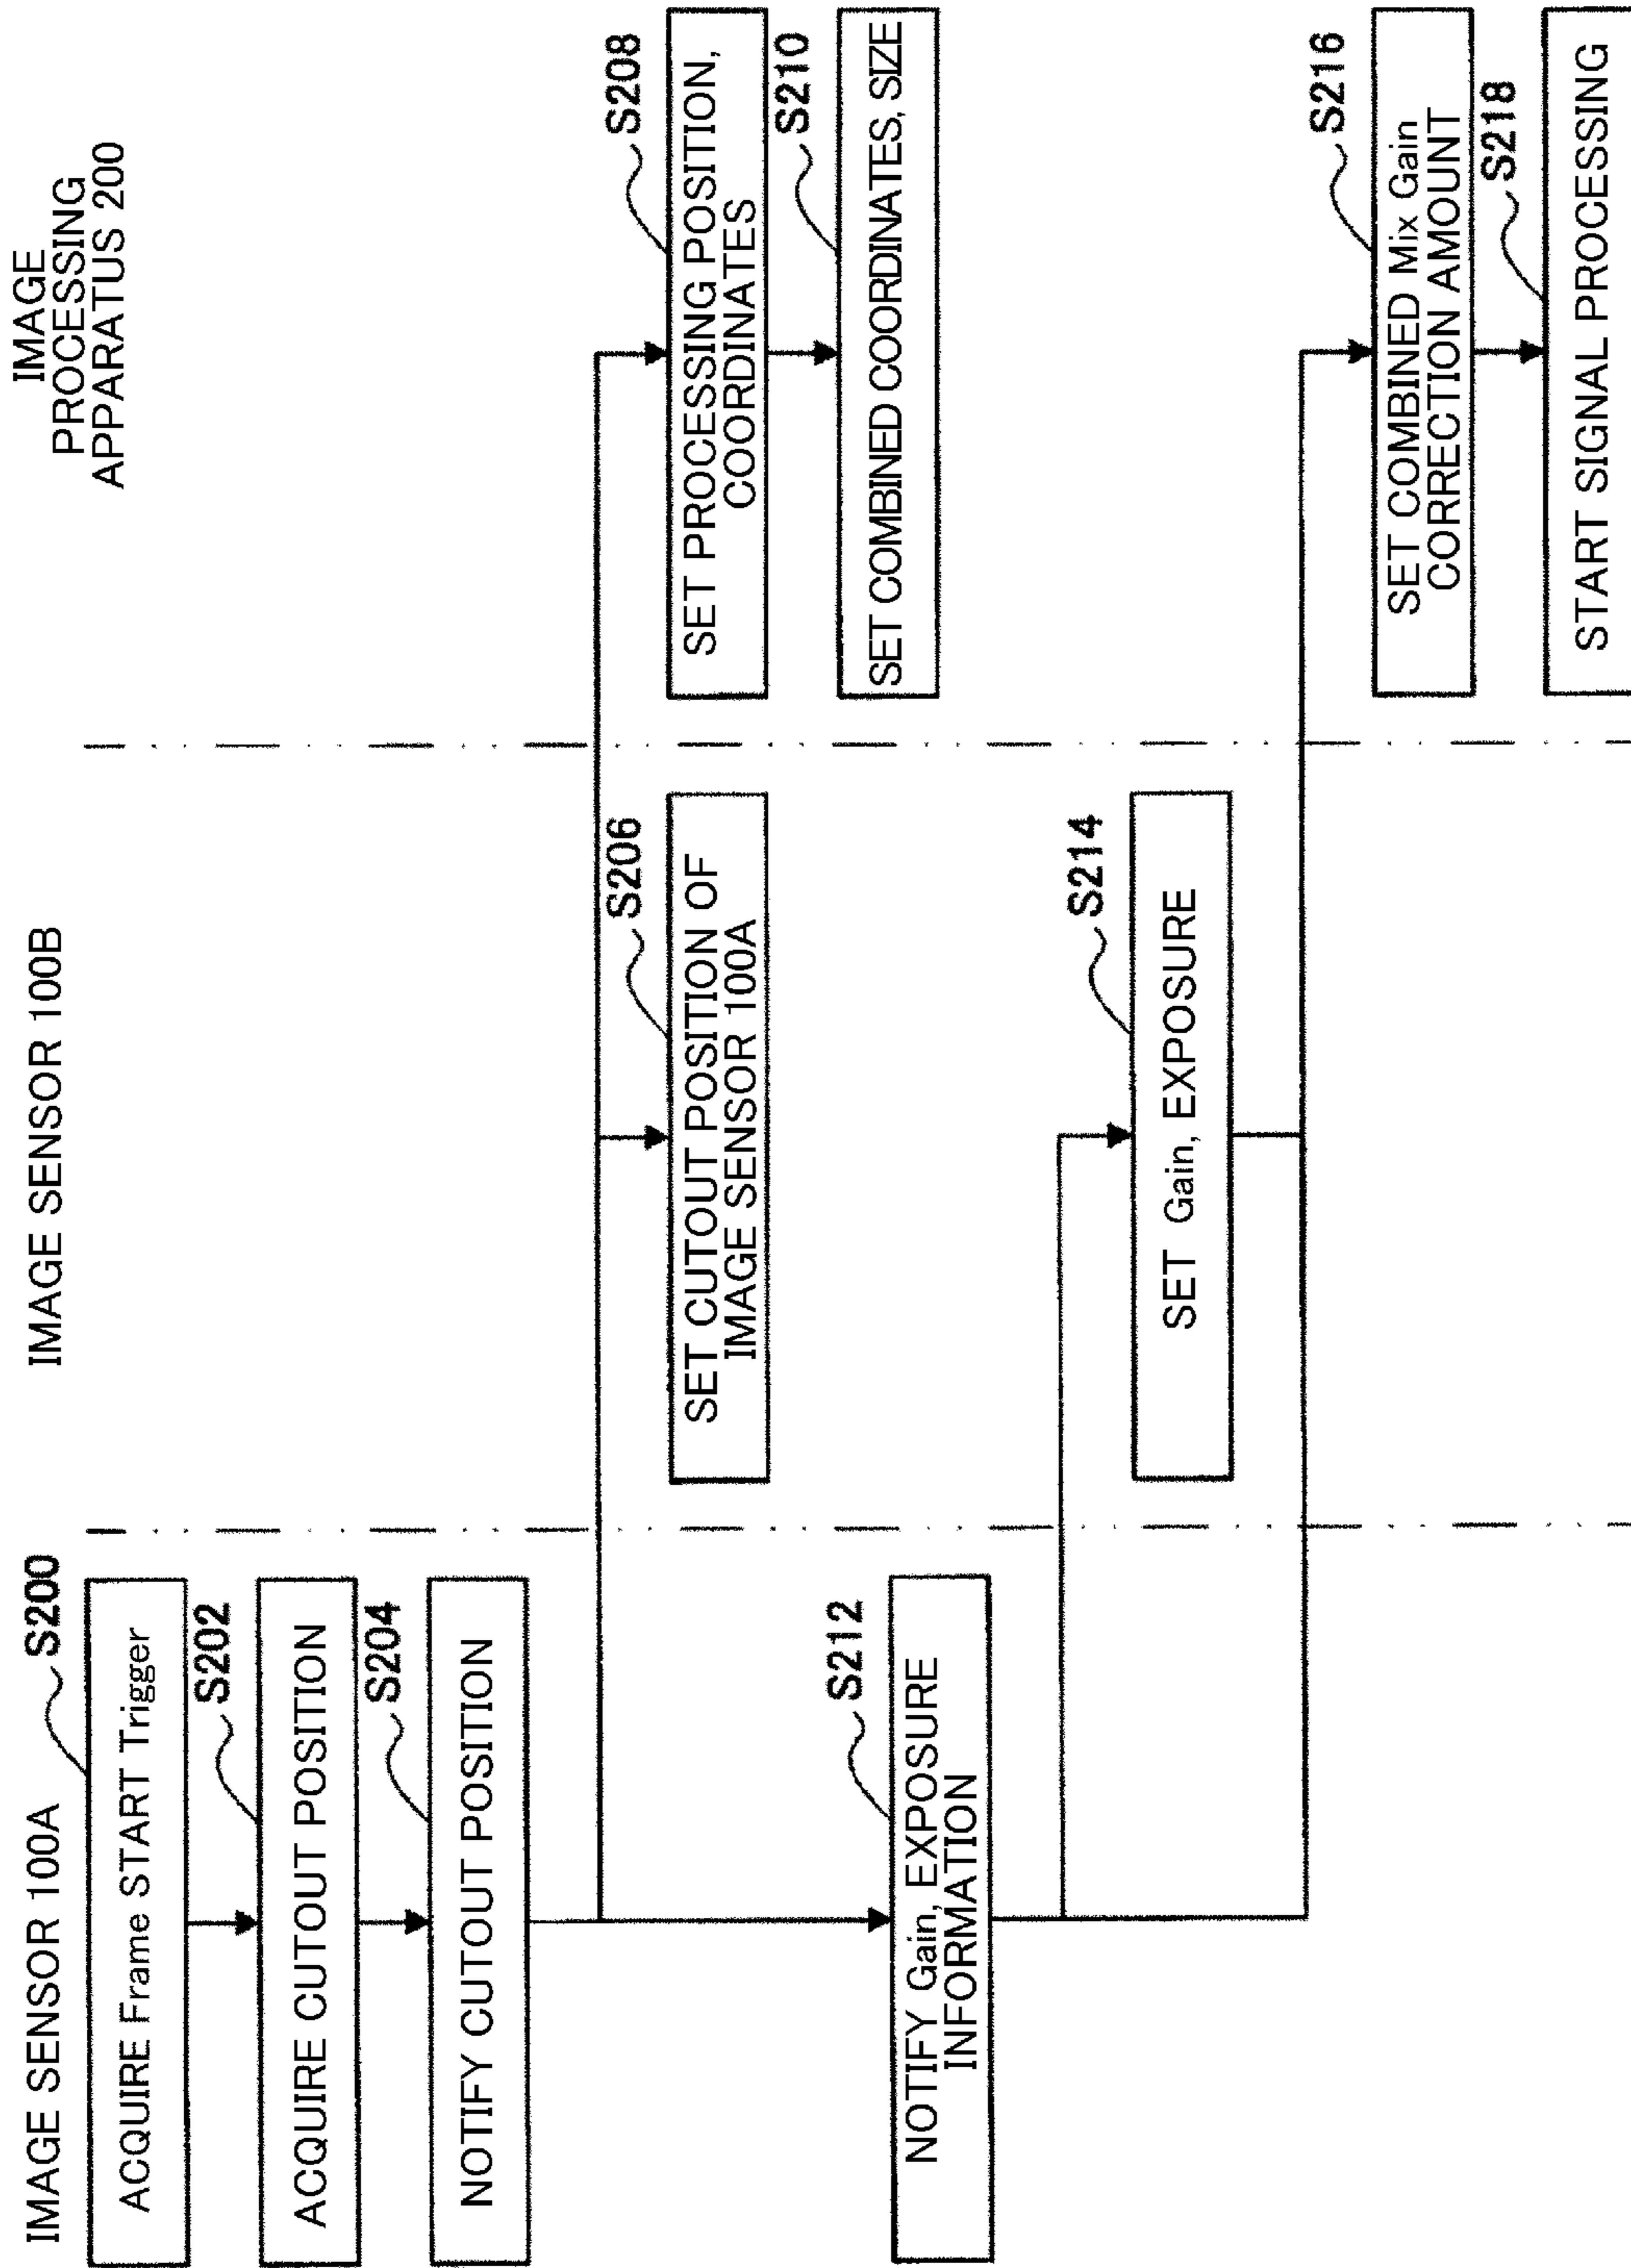 IMAGE SENSOR 100A
IMAGE SENSOR 100B
IMAGE
PROCESSING
APPARATUS 200
S200
ACQUIRE Frame START Trigger
S202
ACQUIRE CUTOUT POSITION
S204
NOTIFY CUTOUT POSITION
S206
SET CUTOUT POSITION OF
IMAGE SENSOR 100A
S208
SET PROCESSING POSITION,
COORDINATES
S210
SET COMBINED COORDINATES, SIZE
S212
NOTIFY Gain, EXPOSURE
INFORMATION
S214
SET Gain, EXPOSURE
S216
SET COMBINED Mix Gain
CORRECTION AMOUNT
S218
START SIGNAL PROCESSING